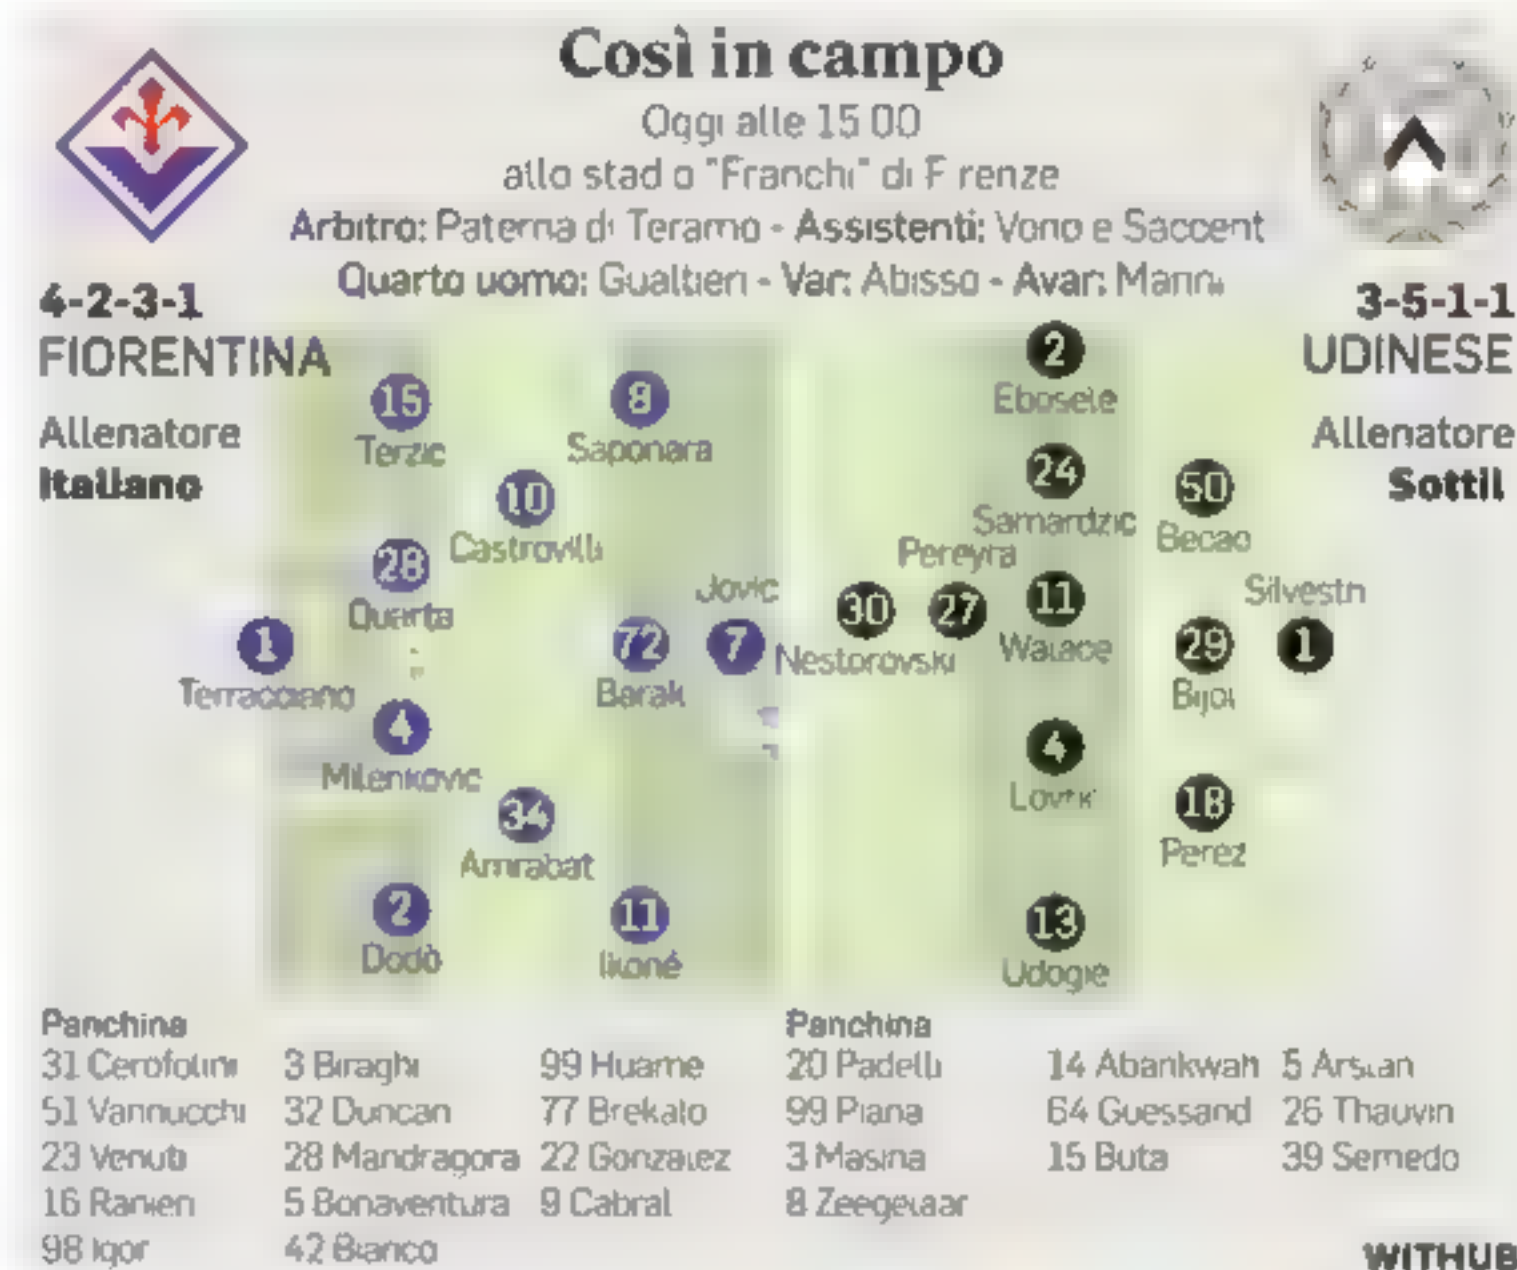 Così in campo
Oggi alle 15 00
allo stad o "Franchi" di F renze
Arbitro: Paterna di Teramo - Assistenti: Vono e Saccent
Quarto uomo: Gualtieri - Var: Abisso - Avar:
4-2-3-1
FIORENTINA
Allenatore
Italiano
3-5-1-1
UDINESE
Allenatore
Sottil
15
Terzic
8
Saponara
10
Castrovilli
28
Quarta
1
Terracciano
4
Milenkovic
34
Amrabat
2
Dodò
72
Barak
Jovic
7
11
Ikoné
2
Ebosele
24
Samardzic
50
Becao
Pereyra
27
30
Nestorovski
11
Walace
Silvestri
1
29
Bijol
4
Lovric
18
Perez
13
Udogie
Panchina
31 Cerofolini
51 Vannucchi
23 Venuti
16 Ranieri
98 Igor
3 Biraghi
32 Duncan
28 Mandragora
5 Bonaventura
42 Bianco
99
77 Brekalo
22 Gonzalez
9 Cabral
Panchina
20 Padelli
99 Piana
3 Masina
8 Zeegelaar
14 Abankwah
64 Guessand
15 Buta
5 Arslan
26 Thauvin
39 Semedo
WITHUB